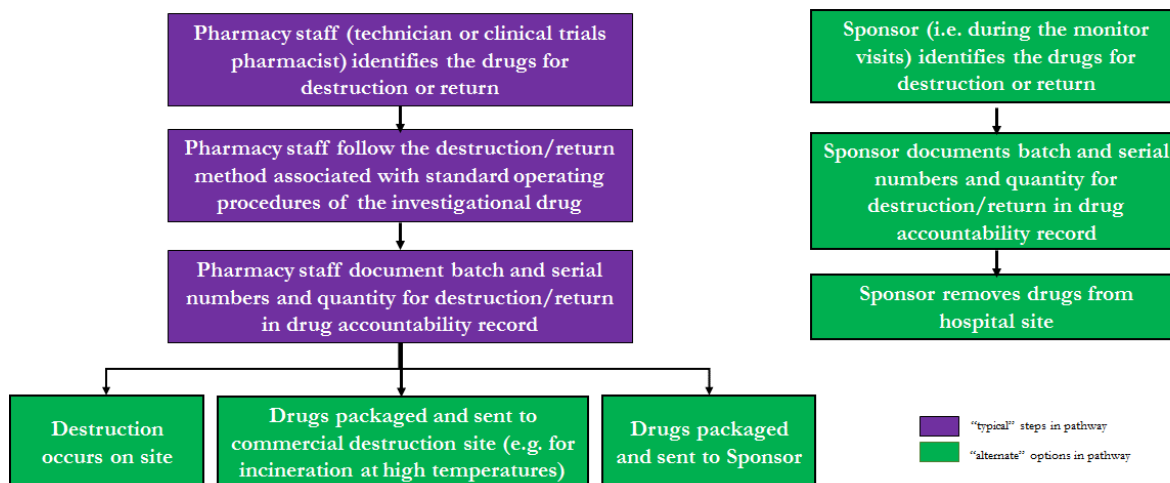 Pharmacy staff (technician or clinical trials
pharmacist) identifies the drugs for
destruction or return
Pharmacy staff follow the destruction/return
method associated with standard operating
procedures of the investigational drug
Pharmacy staff document batch and serial
numbers and quantity for destruction/return
in drug accountability record
Destruction
occurs on site
Drugs packaged and sent to
commercial destruction site (e.g. for
incineration at high temperatures)
Drugs packaged
and sent to Sponsor
Sponsor (i.e. during the monitor
visits) identifies the drugs for
destruction or return
Sponsor documents batch and serial
numbers and quantity for
destruction/return in drug
accountability record
Sponsor removes drugs from
hospital site
“typical” steps in pathway
“alternate” options in pathway